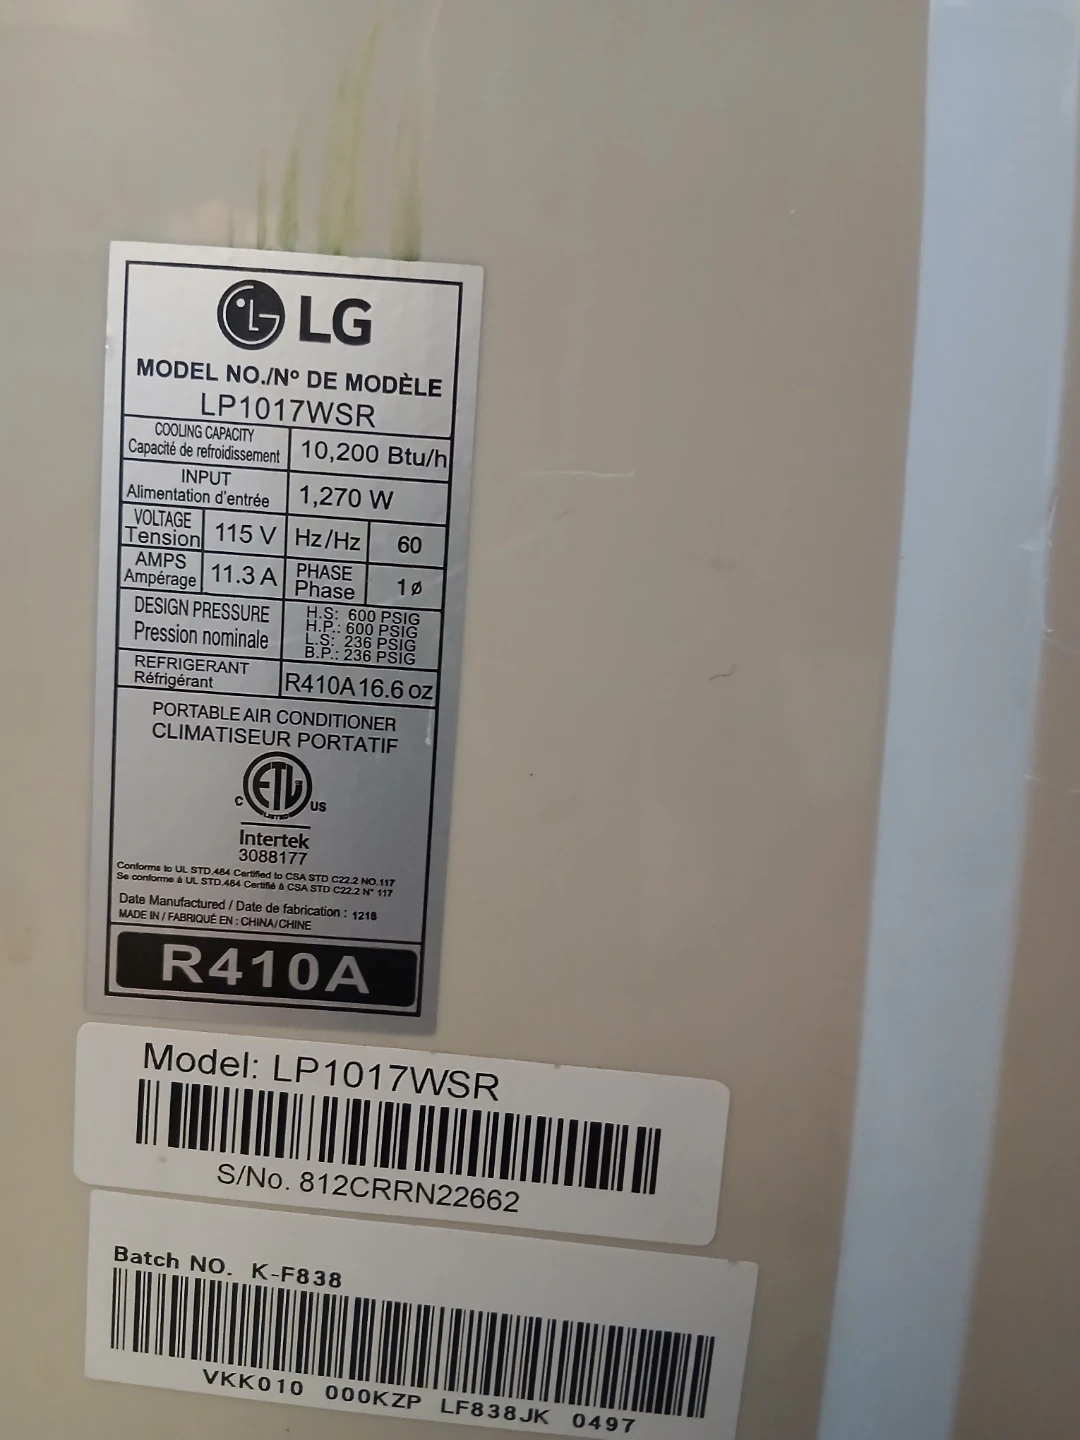 LG
MODEL NO./Nº DE MODÈLE
LP1017WSR
COOLING CAPACITY
Capacité de refroidissement
10,200 Btu/h
INPUT
Alimentation d'entrée
1,270 W
VOLTAGE
Tension
115 V
Hz/Hz
60
AMPS
Ampérage
11.3 A
PHASE
Phase
1ø
DESIGN PRESSURE
Pression nominale
H.S: 600 PSIG
H.P.: 600 PSIG
L.S: 236 PSIG
B.P.: 236 PSIG
REFRIGERANT
Réfrigérant
R410A 16.6 oz
PORTABLE AIR CONDITIONER
CLIMATISEUR PORTATIF
C ETL US
LISTED
Intertek
3088177
Conforms to UL STD.484 Certified to CSA STD C22.2 NO.117
Se conforme à UL STD.484 Certifié à CSA STD C22.2 N° 117
Date Manufactured / Date de fabrication : 1218
MADE IN / FABRIQUÉ EN : CHINA/CHINE
R410A
Model: LP1017WSR
S/No. 812CRRN22662
Batch NO. K-F838
VKK010 000KZP LF838JK 0497